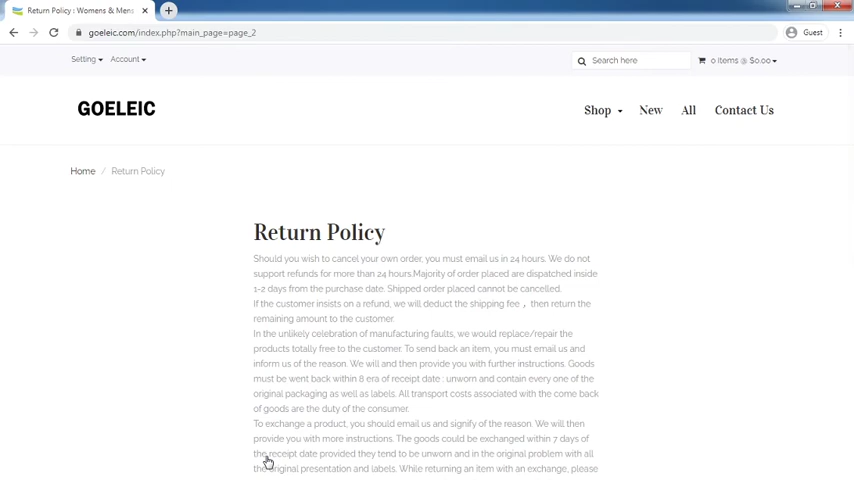 Return Policy : Womens & Mens
goeleic.com/index.php?main_page=page_2
Guest
Setting
Account
Search here
0 Items @ $0.00
GOELEIC
Shop
New
All
Contact Us
Home / Return Policy
Return Policy
Should you wish to cancel your own order, you must email us in 24 hours. We do not
support refunds for more than 24 hours.Majority of order placed are dispatched inside
1-2 days from the purchase date. Shipped order placed cannot be cancelled.
If the customer insists on a refund, we will deduct the shipping fee，then return the
remaining amount to the customer.
In the unlikely celebration of manufacturing faults, we would replace/repair the
products totally free to the customer. To send back an item, you must email us and
inform us of the reason. We will and then provide you with further instructions. Goods
must be went back within 8 era of receipt date : unworn and contain every one of the
original packaging as well as labels. All transport costs associated with the come back
of goods are the duty of the consumer.
To exchange a product, you should email us and signify of the reason. We will then
provide you with more instructions. The goods could be exchanged within 7 days of
the receipt date provided they tend to be unworn and in the original problem with all
the original presentation and labels. While returning an item with an exchange, please